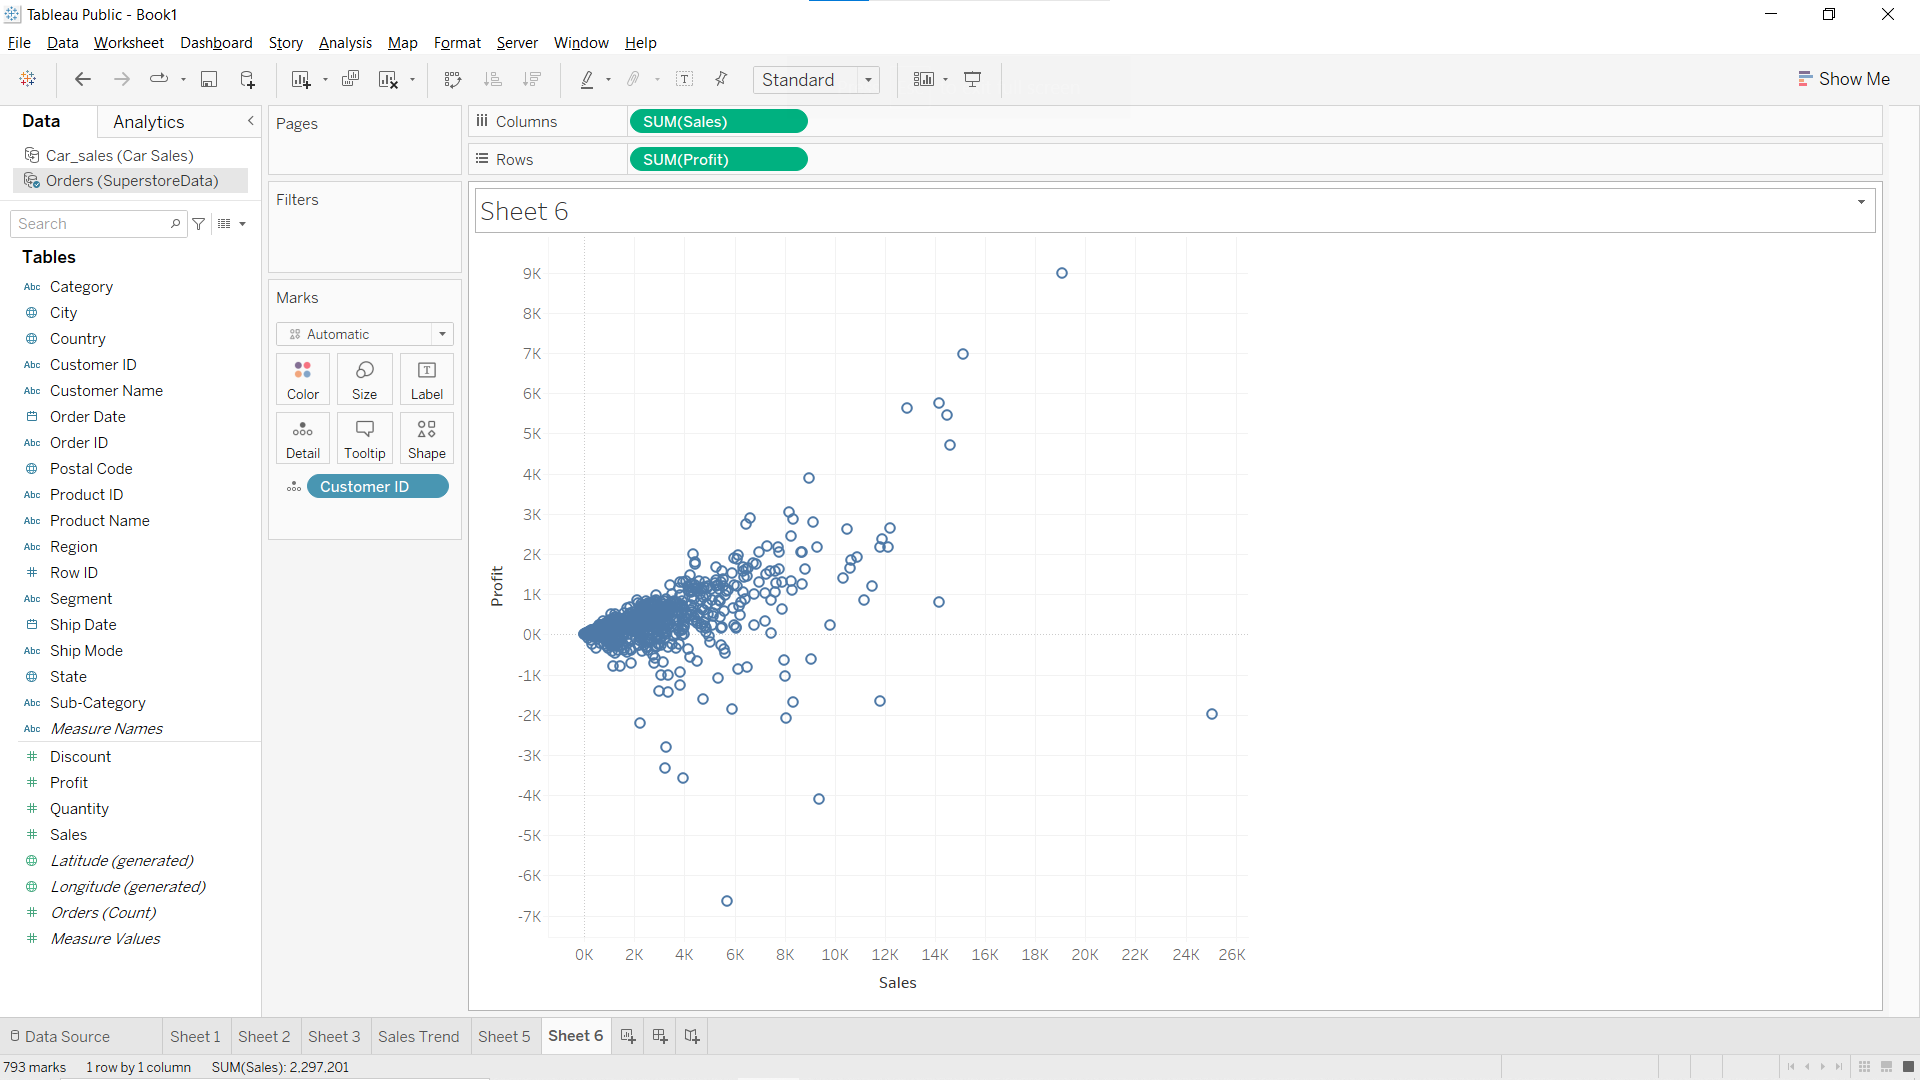 Tableau Public - Book1
File Data Worksheet Dashboard Story Analysis Map Format Server Window Help
Standard
Show Me
Data Analytics
Car_sales (Car Sales)
Orders (SuperstoreData)
Search
Tables
Abc Category
City
Country
Abc Customer ID
Abc Customer Name
Order Date
Abc Order ID
Postal Code
Abc Product ID
Abc Product Name
Abc Region
# Row ID
Abc Segment
Ship Date
Abc Ship Mode
State
Abc Sub-Category
Abc Measure Names
# Discount
# Profit
# Quantity
# Sales
Latitude (generated)
Longitude (generated)
# Orders (Count)
# Measure Values
Pages
Filters
Marks
Automatic
Color Size Label
Detail Tooltip Shape
Customer ID
Columns SUM(Sales)
Rows SUM(Profit)
Sheet 6
9K
8K
7K
6K
5K
4K
3K
2K
1K
0K
-1K
-2K
-3K
-4K
-5K
-6K
-7K
Profit
0K 2K 4K 6K 8K 10K 12K 14K 16K 18K 20K 22K 24K 26K
Sales
Data Source Sheet 1 Sheet 2 Sheet 3 Sales Trend Sheet 5 Sheet 6
793 marks 1 row by 1 column SUM(Sales): 2,297,201